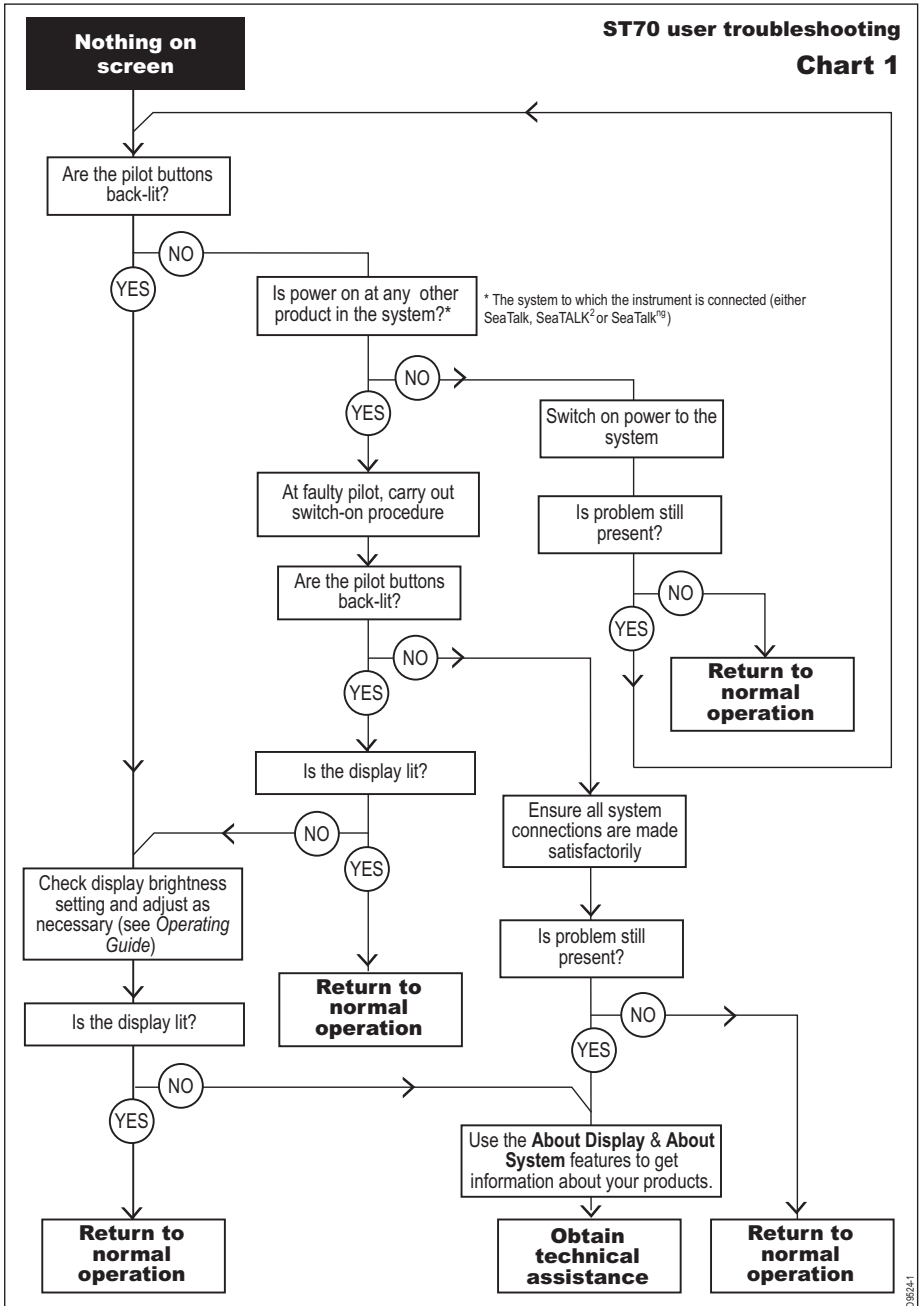 Nothing on
screen
ST70 user troubleshooting
Chart 1
Are the pilot buttons
back-lit?
NO
YES
Is power on at any other
product in the system?*
* The system to which the instrument is connected (either
SeaTalk, SeaTALK² or SeaTalkⁿᵍ)
NO
YES
Switch on power to the
system
At faulty pilot, carry out
switch-on procedure
Is problem still
present?
Are the pilot buttons
back-lit?
NO
YES
NO
YES
Return to
normal
operation
Is the display lit?
Ensure all system
connections are made
satisfactorily
NO
YES
Check display brightness
setting and adjust as
necessary (see Operating
Guide)
Is problem still
present?
Return to
normal
operation
Is the display lit?
NO
YES
NO
YES
Use the About Display & About
System features to get
information about your products.
Return to
normal
operation
Obtain
technical
assistance
Return to
normal
operation
D9524-1